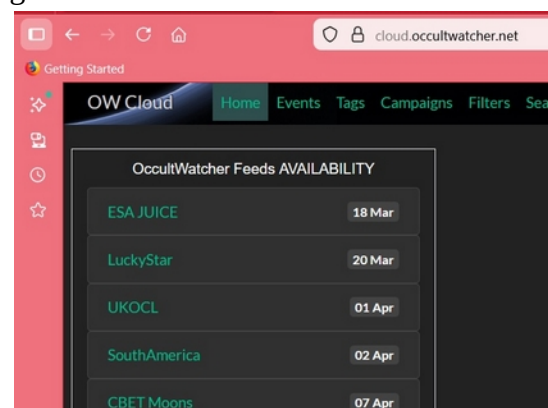 cloud.occultwatcher.net
Getting Started
OW Cloud Home Events Tags Campaigns Filters
OccultWatcher Feeds AVAILABILITY
ESA JUICE 18 Mar
LuckyStar 20 Mar
UKOCL 01 Apr
SouthAmerica 02 Apr
CBET Moons 07 Apr